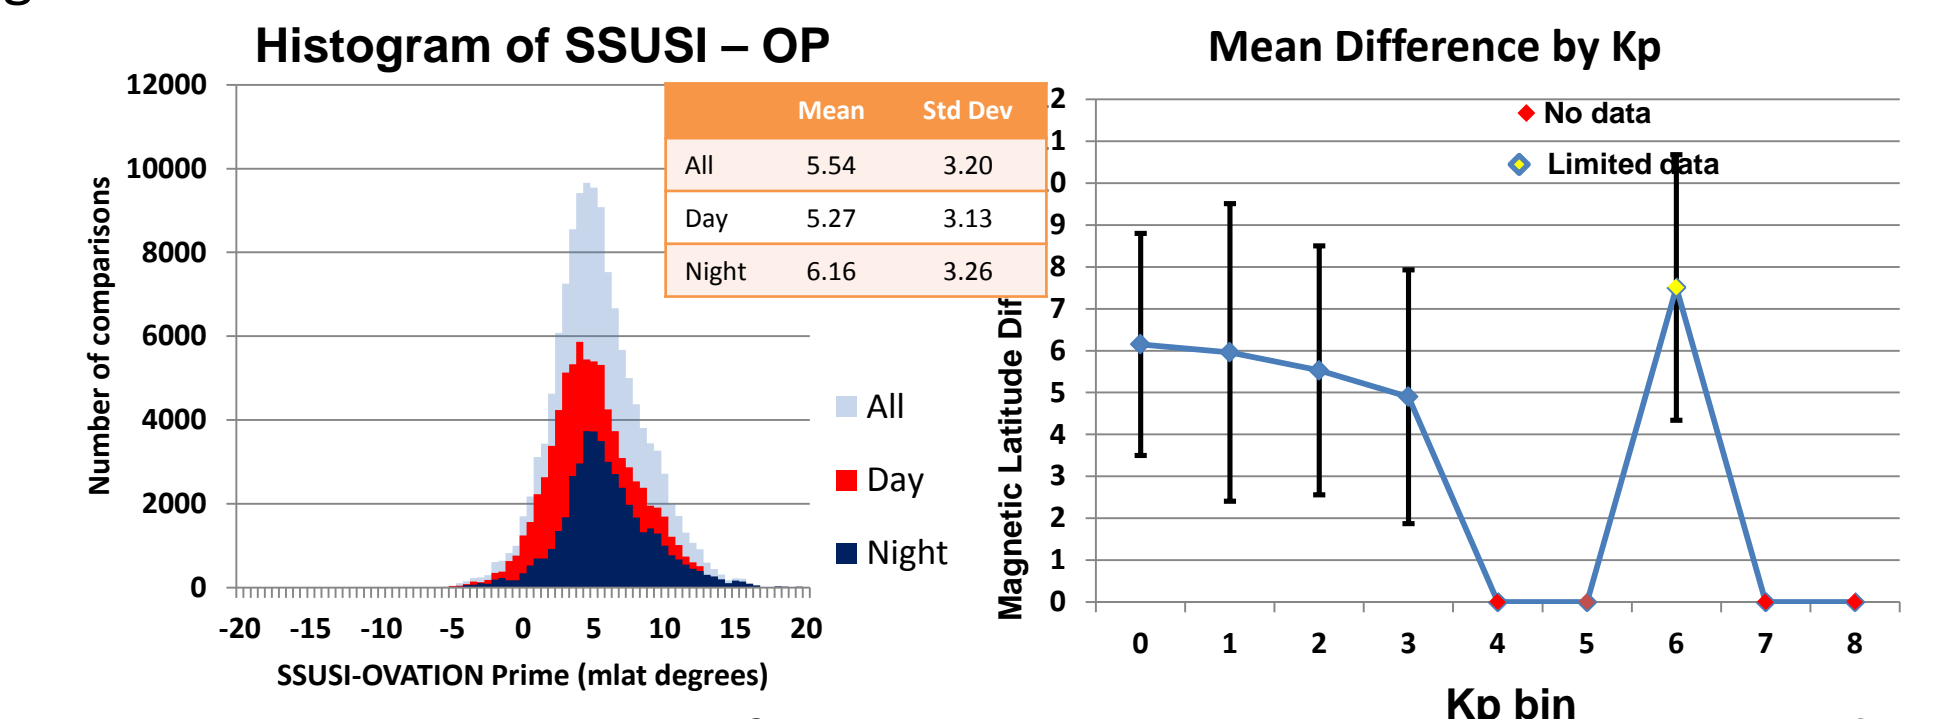 Histogram of SSUSI – OP
12000
10000
8000
6000
4000
2000
0
Number of comparisons
-20 -15 -10 -5 0 5 10 15 20
SSUSI-OVATION Prime (mlat degrees)
Mean Std Dev
All 5.54 3.20
Day 5.27 3.13
Night 6.16 3.26
All
Day
Night
Mean Difference by Kp
2
1
0
9
8
7
6
5
4
3
2
1
0
Magnetic Latitude Dif
No data
Limited data
0 1 2 3 4 5 6 7 8
Kp bin